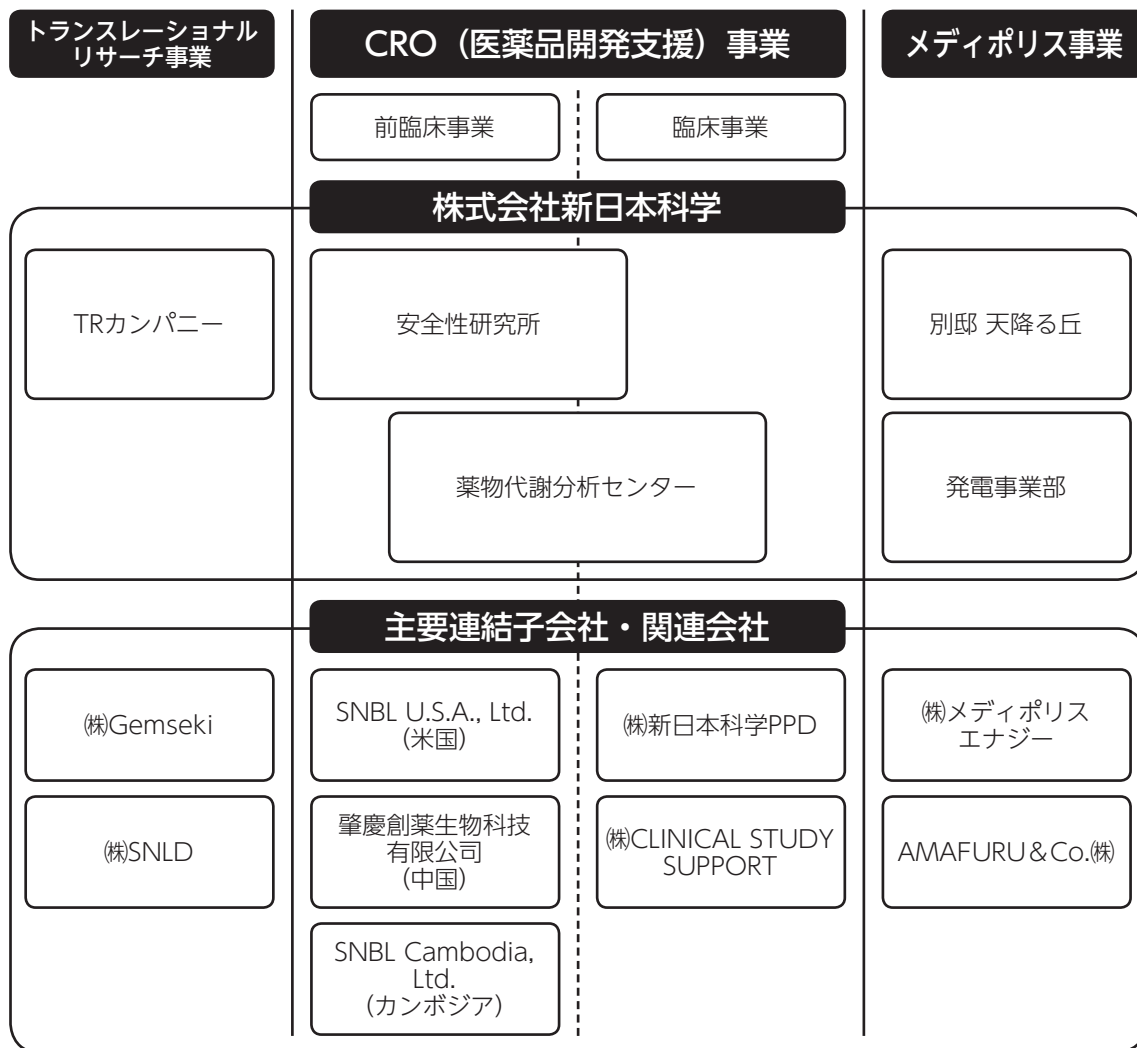 トランスレーショナル
リサーチ事業
CRO（医薬品開発支援）事業
メディポリス事業
前臨床事業
臨床事業
株式会社新日本科学
TRカンパニー
安全性研究所
別邸 天降る丘
薬物代謝分析センター
発電事業部
主要連結子会社・関連会社
㈱Gemseki
SNBL U.S.A., Ltd.
(米国)
㈱新日本科学PPD
㈱メディポリス
エナジー
㈱SNLD
肇慶創薬生物科技
有限公司
(中国)
㈱CLINICAL STUDY
SUPPORT
AMAFURU＆Co.㈱
SNBL Cambodia,
Ltd.
(カンボジア)